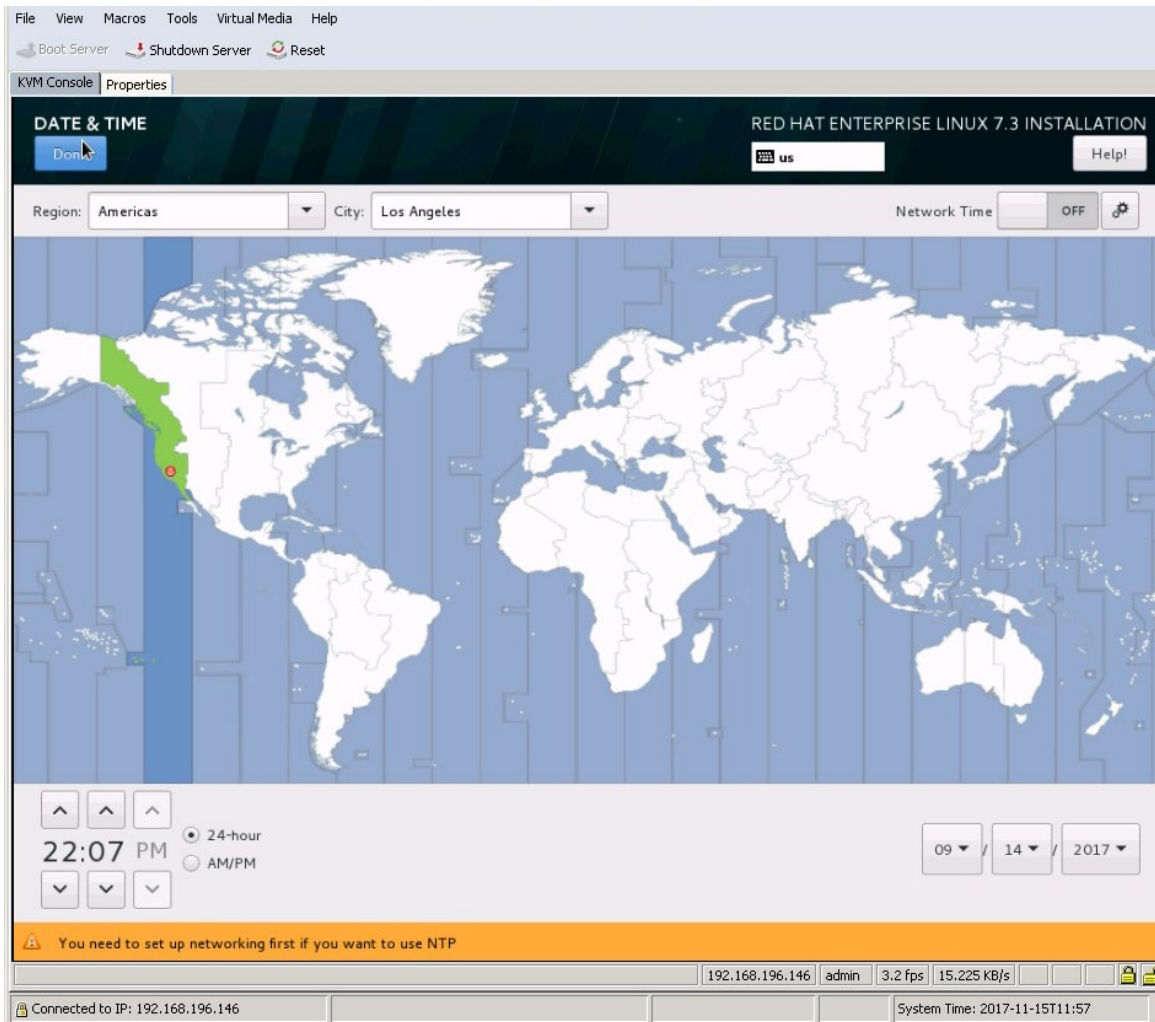 File View Macros Tools Virtual Media Help
Boot Server Shutdown Server Reset
KVM Console Properties
DATE & TIME RED HAT ENTERPRISE LINUX 7.3 INSTALLATION
Done us Help!
Region: Americas City: Los Angeles Network Time OFF
22:07 PM
24-hour
AM/PM
09 / 14 / 2017
You need to set up networking first if you want to use NTP
192.168.196.146 admin 3.2 fps 15.225 KB/s
Connected to IP: 192.168.196.146 System Time: 2017-11-15T11:57